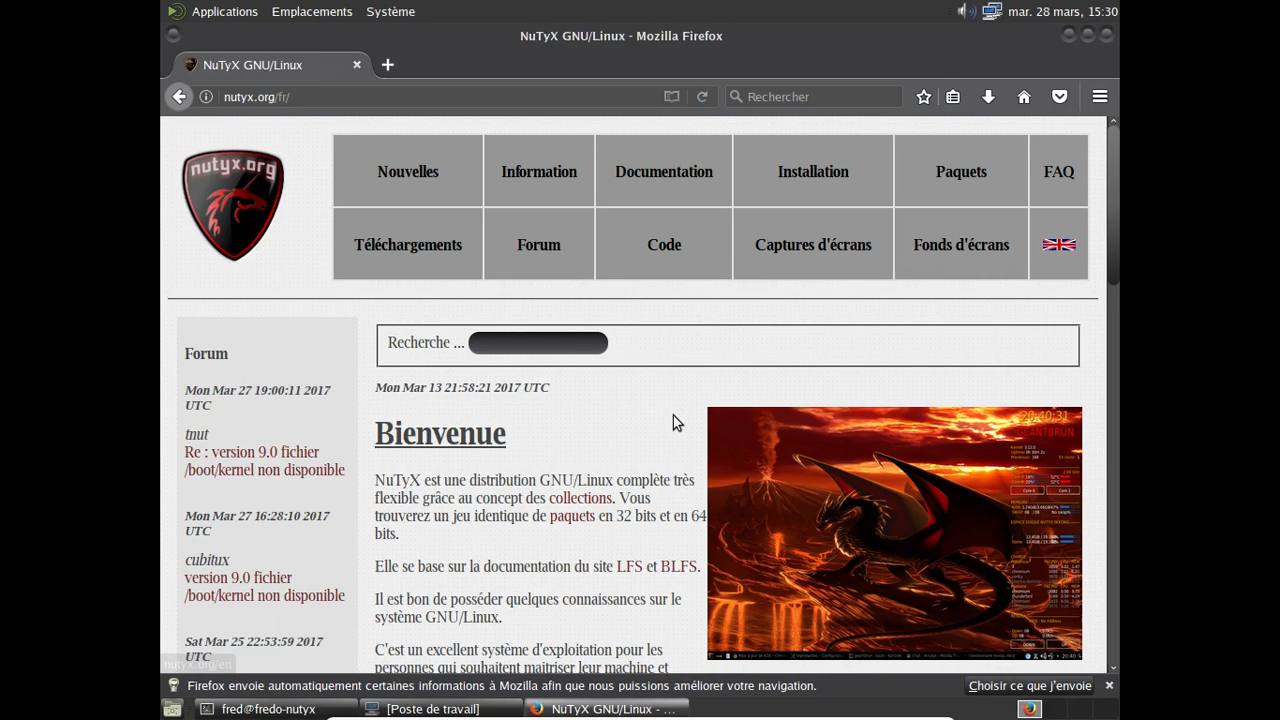 Applications Emplacements Système mar. 28 mars, 15:30
NuTyX GNU/Linux - Mozilla Firefox
NuTyX GNU/Linux
nutyx.org/fr/ Rechercher
nutyx.org
Nouvelles Information Documentation Installation Paquets FAQ
Téléchargements Forum Code Captures d'écrans Fonds d'écrans
Forum
Mon Mar 27 19:00:11 2017
UTC
tnut
Re : version 9.0 fichier
/boot/kernel non disponible
Mon Mar 27 16:28:10 2017
UTC
cubitux
version 9.0 fichier
/boot/kernel non disponible
Sat Mar 25 22:53:59 2017
UTC
nutyx.org/en
Recherche ...
Mon Mar 13 21:58:21 2017 UTC
Bienvenue
NuTyX est une distribution GNU/Linux complète très
flexible grâce au concept des collections. Vous
trouverez un jeu identique de paquets en 32 bits et en 64
bits.
Elle se base sur la documentation du site LFS et BLFS.
Il est bon de posséder quelques connaissances sur le
système GNU/Linux.
C'est un excellent système d'exploitation pour les
personnes qui souhaitent maitriser leur machine et
20:40:31
Firefox envoie automatiquement certaines informations à Mozilla afin que nous puissions améliorer votre navigation. Choisir ce que j'envoie
fred@fredo-nutyx [Poste de travail] NuTyX GNU/Linux - ...